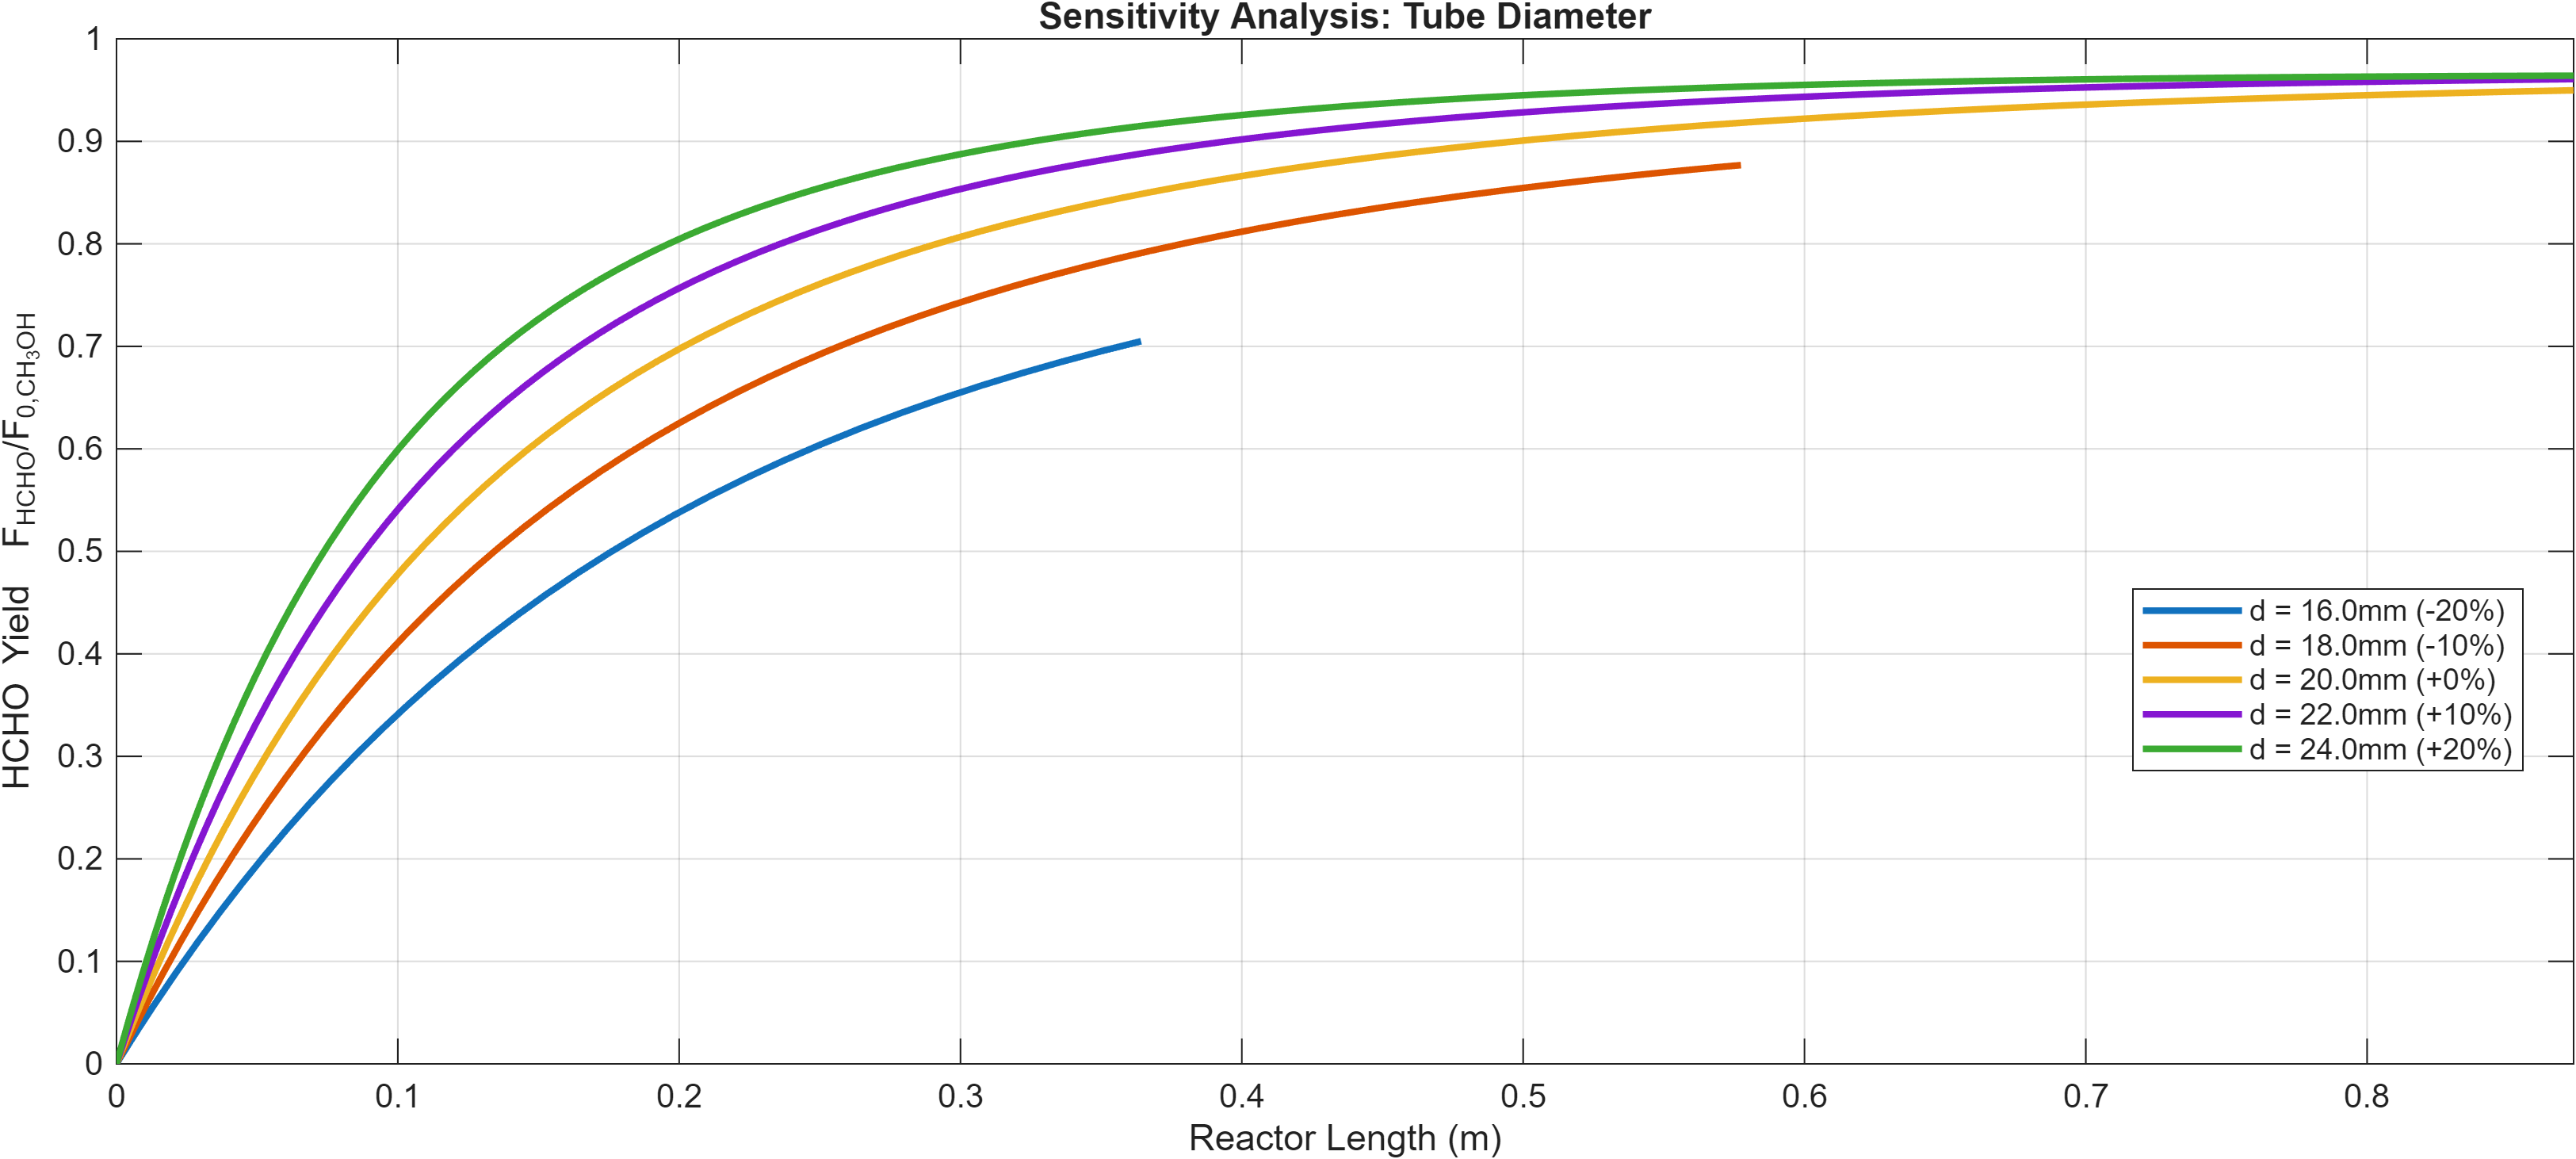 Sensitivity Analysis: Tube Diameter
HCHO Yield F_HCHO/F_0,CH₃OH
1
0.9
0.8
0.7
0.6
0.5
0.4
0.3
0.2
0.1
0
d = 16.0mm (-20%)
d = 18.0mm (-10%)
d = 20.0mm (+0%)
d = 22.0mm (+10%)
d = 24.0mm (+20%)
0 0.1 0.2 0.3 0.4 0.5 0.6 0.7 0.8
Reactor Length (m)